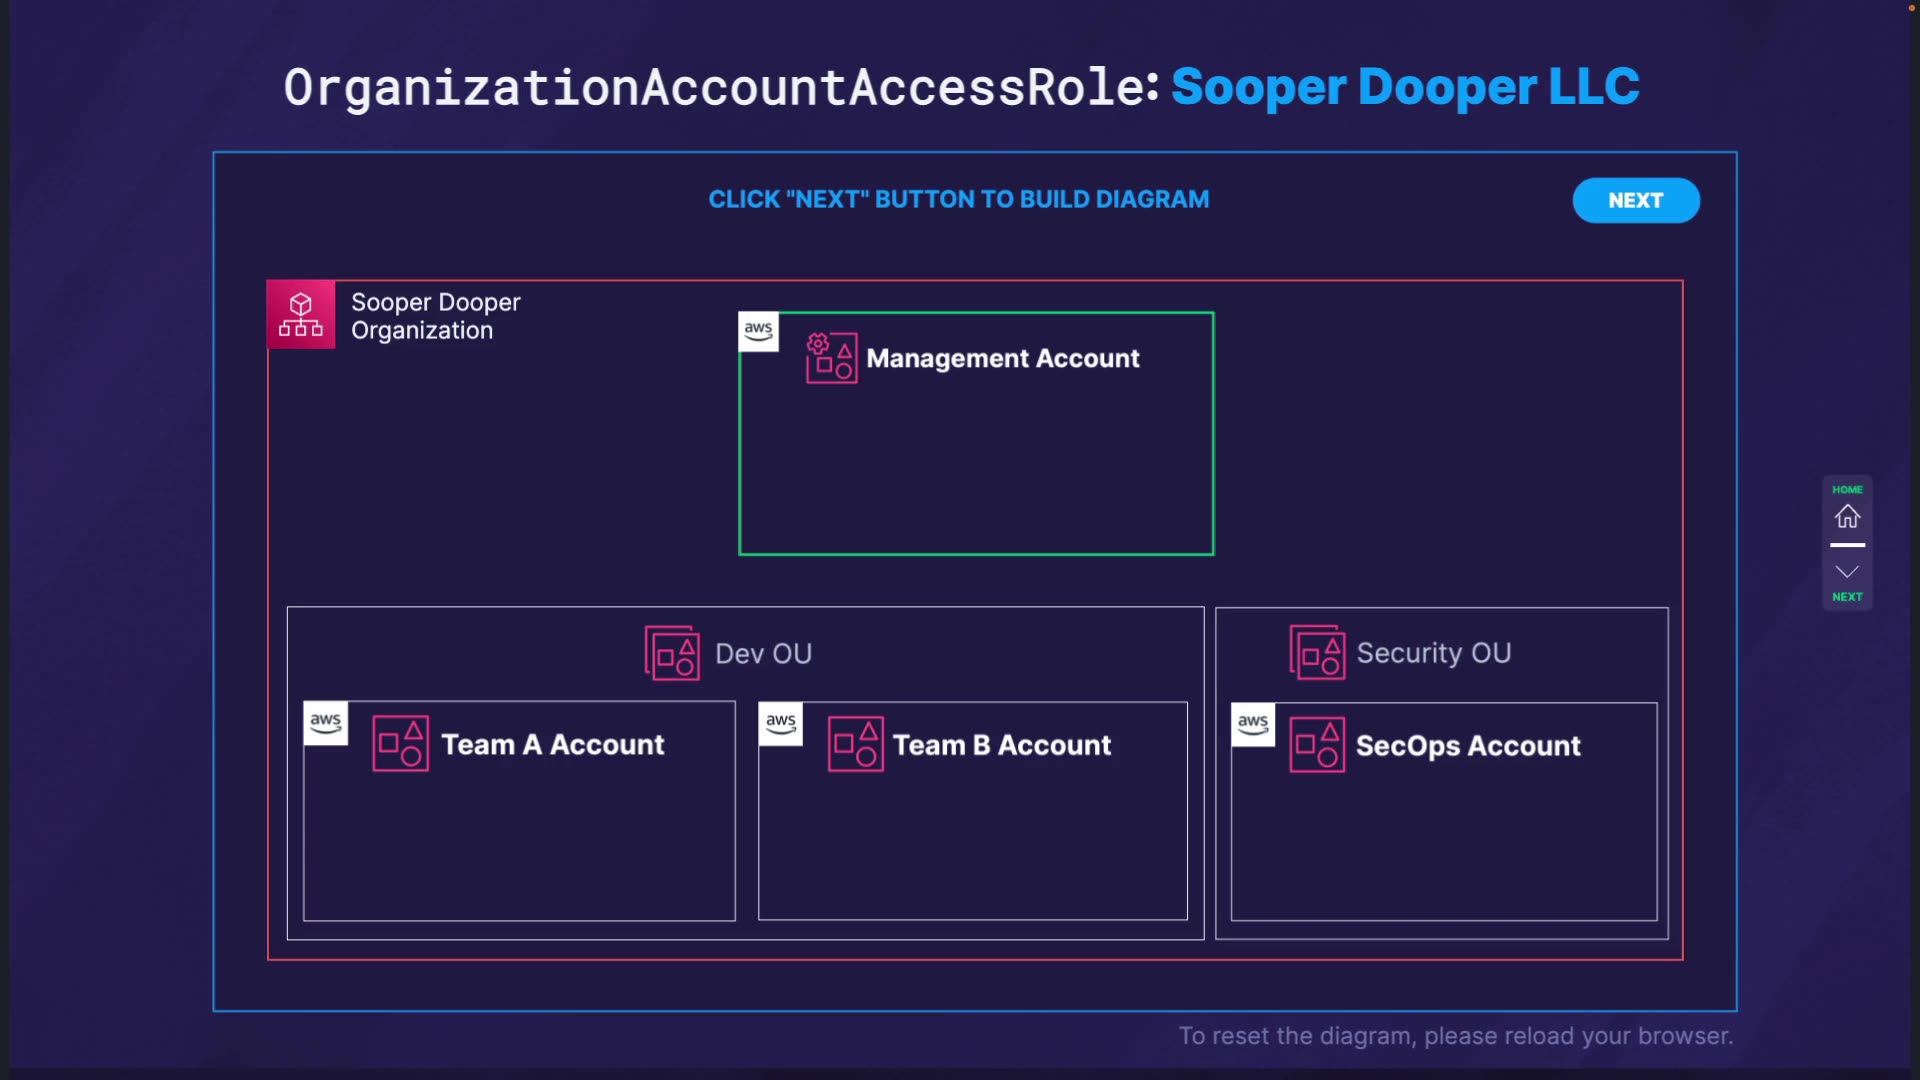 OrganizationAccountAccessRole: Sooper Dooper LLC
CLICK "NEXT" BUTTON TO BUILD DIAGRAM
NEXT
Sooper Dooper
Organization
aws
Management Account
HOME
NEXT
Dev OU
Security OU
aws
Team A Account
aws
Team B Account
aws
SecOps Account
To reset the diagram, please reload your browser.